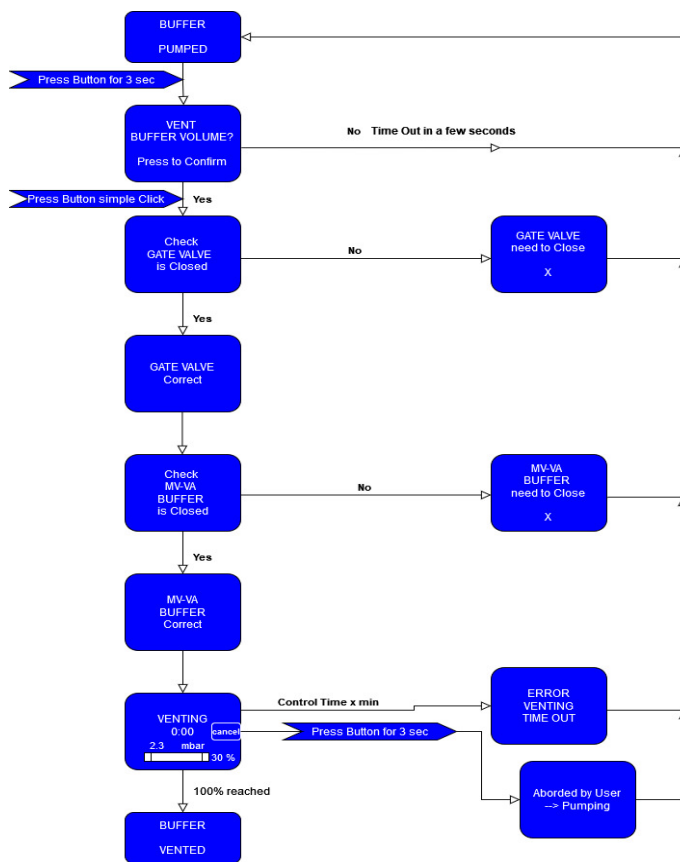 BUFFER
PUMPED
Press Button for 3 sec
VENT
BUFFER VOLUME?
Press to Confirm
No Time Out in a few seconds
Press Button simple Click
Yes
Check
GATE VALVE
is Closed
No
GATE VALVE
need to Close
X
Yes
GATE VALVE
Correct
Check
MV-VA
BUFFER
is Closed
No
MV-VA
BUFFER
need to Close
X
Yes
MV-VA
BUFFER
Correct
VENTING
0:00
cancel
2.3 mbar
30 %
Control Time x min
ERROR
VENTING
TIME OUT
Press Button for 3 sec
Aborded by User
--> Pumping
100% reached
BUFFER
VENTED